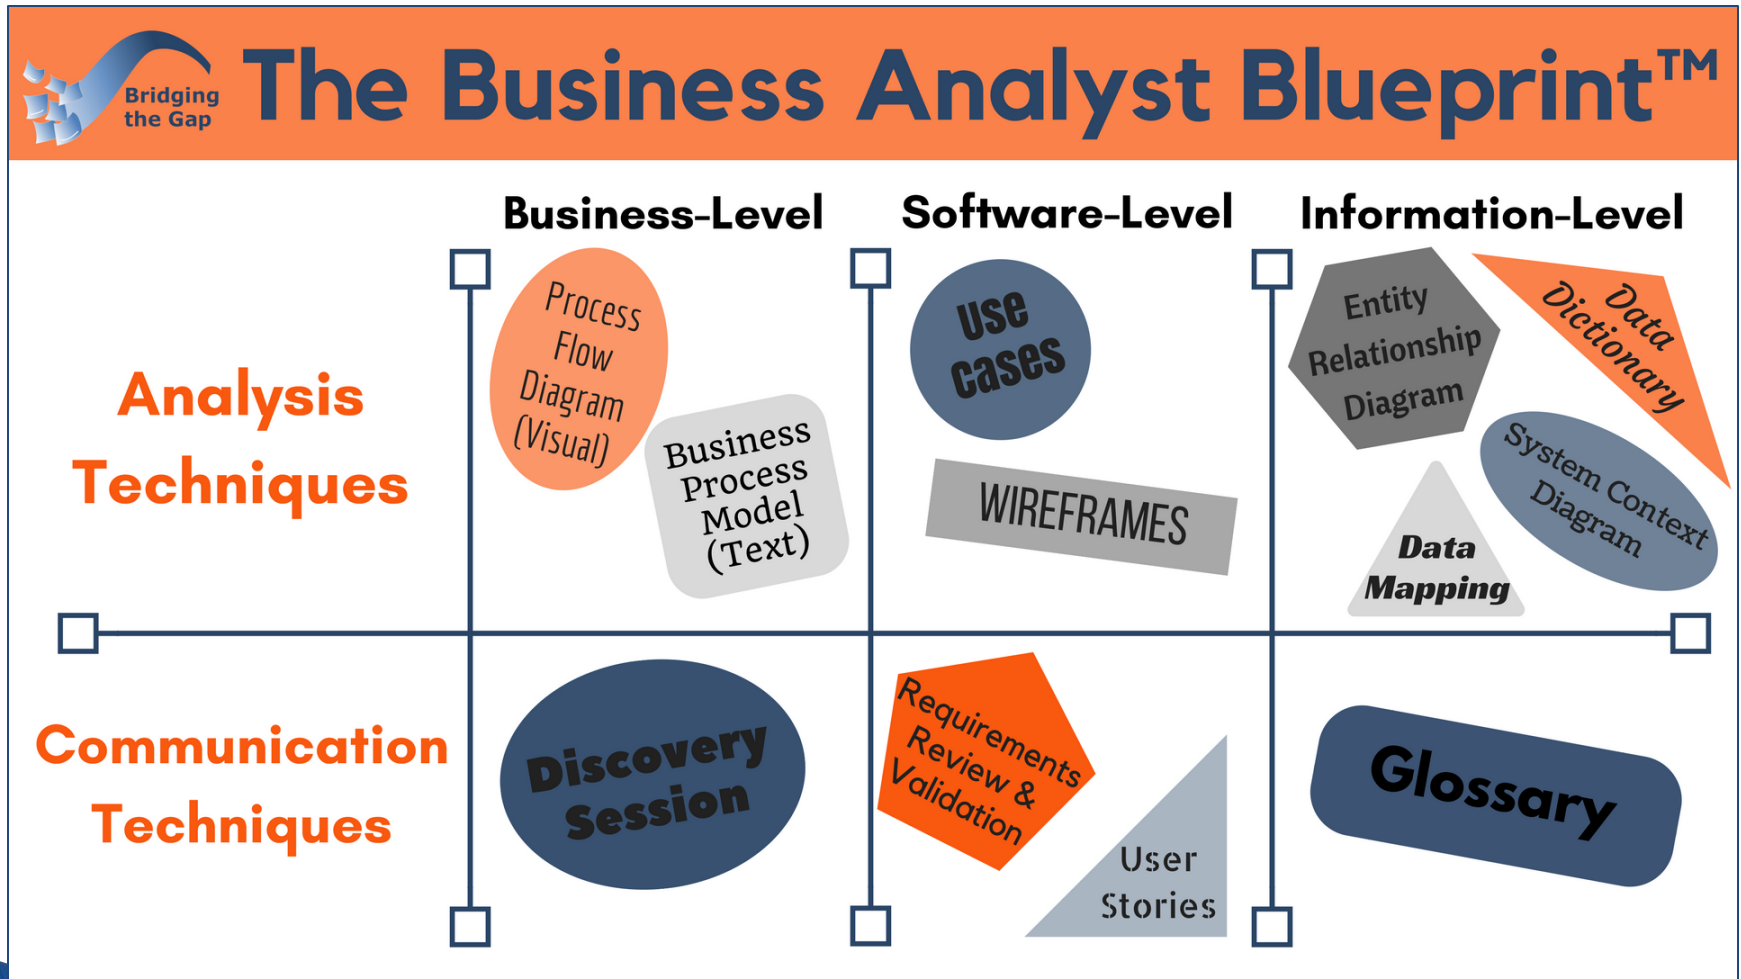 Bridging
the Gap
The Business Analyst Blueprint™
Business-Level
Software-Level
Information-Level
Analysis
Techniques
Process
Flow
Diagram
(Visual)
Business
Process
Model
(Text)
Use
Cases
WIREFRAMES
Entity
Relationship
Diagram
Data
Dictionary
System Context
Diagram
Data
Mapping
Communication
Techniques
Discovery
Session
Requirements
Review &
Validation
User
Stories
Glossary